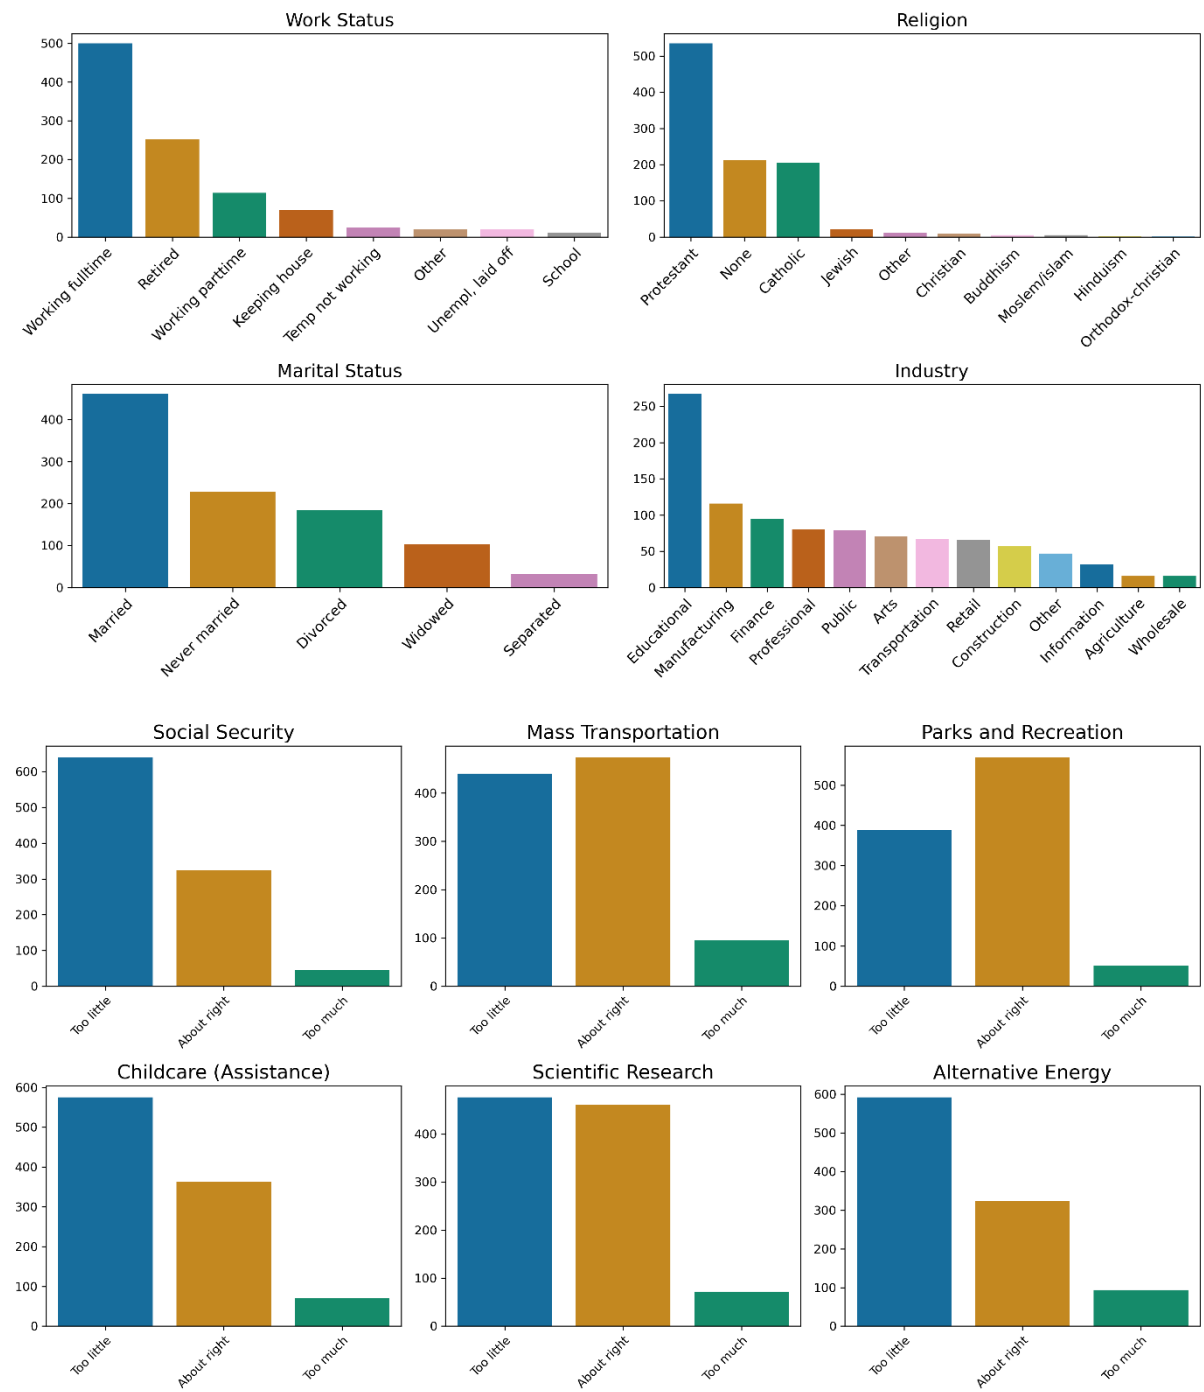 Work Status
500
400
300
200
100
0
Working fulltime
Retired
Working parttime
Keeping house
Temp not working
Other
Unempl, laid off
School
Religion
500
400
300
200
100
0
Protestant
None
Catholic
Jewish
Other
Christian
Buddhism
Moslem/islam
Hinduism
Orthodox-christian
Marital Status
400
300
200
100
0
Married
Never married
Divorced
Widowed
Separated
Industry
250
200
150
100
50
0
Educational
Manufacturing
Finance
Professional
Public
Arts
Transportation
Retail
Construction
Other
Information
Agriculture
Wholesale
Social Security
600
500
400
300
200
100
0
Too little
About right
Too much
Mass Transportation
400
300
200
100
0
Too little
About right
Too much
Parks and Recreation
500
400
300
200
100
0
Too little
About right
Too much
Childcare (Assistance)
600
500
400
300
200
100
0
Too little
About right
Too much
Scientific Research
400
300
200
100
0
Too little
About right
Too much
Alternative Energy
600
500
400
300
200
100
0
Too little
About right
Too much